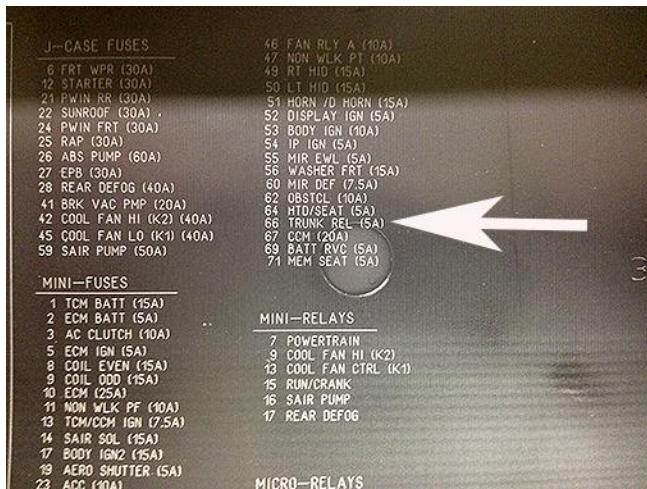 J-CASE FUSES
6 FRT WPR (30A)
12 STARTER (30A)
21 PWIN RR (30A)
22 SUNROOF (30A)
24 PWIN FRT (30A)
25 RAP (30A)
26 ABS PUMP (60A)
27 EPB (30A)
28 REAR DEFOG (40A)
41 BRK VAC PMP (20A)
42 COOL FAN HI (K2) (40A)
45 COOL FAN LO (K1) (40A)
59 SAIR PUMP (50A)
MINI-FUSES
1 TCM BATT (15A)
2 ECM BATT (5A)
3 AC CLUTCH (10A)
5 ECM IGN (5A)
8 COIL EVEN (15A)
9 COIL ODD (15A)
10 ECM (25A)
11 NON WLK PF (10A)
13 TCM/CCM IGN (7.5A)
14 SAIR SOL (15A)
17 BODY IGN2 (15A)
19 AERO SHUTTER (5A)
23 ACC (10A)
46 FAN RLY A (10A)
47 NON WLK PT (10A)
49 RT HID (15A)
50 LT HID (15A)
51 HORN /D HORN (15A)
52 DISPLAY IGN (5A)
53 BODY IGN (10A)
54 IP IGN (5A)
55 MIR EWL (5A)
56 WASHER FRT (15A)
60 MIR DEF (7.5A)
62 OBSTCL (10A)
64 HTD/SEAT (5A)
66 TRUNK REL (5A)
67 CCM (20A)
69 BATT RVC (5A)
71 MEM SEAT (5A)
MINI-RELAYS
7 POWERTRAIN
9 COOL FAN HI (K2)
13 COOL FAN CTRL (K1)
15 RUN/CRANK
16 SAIR PUMP
17 REAR DEFOG
MICRO-RELAYS